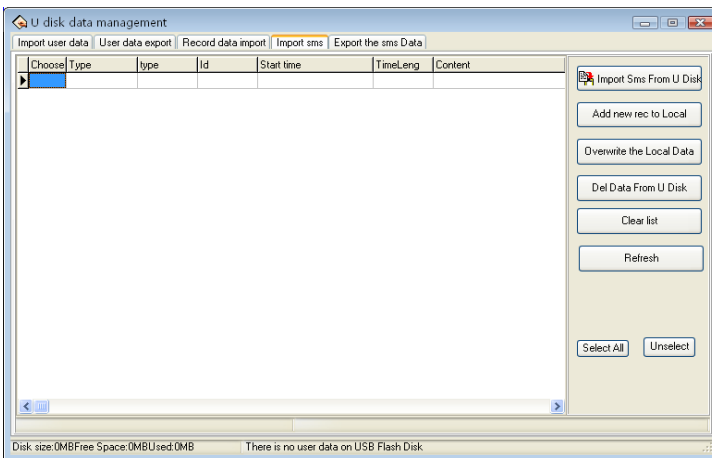 U disk data management
Import user data User data export Record data import Import sms Export the sms Data
Choose Type type Id Start time TimeLeng Content
Import Sms From U Disk
Add new rec to Local
Overwrite the Local Data
Del Data From U Disk
Clear list
Refresh
Select All Unselect
Disk size:0MBFree Space:0MBUsed:0MB There is no user data on USB Flash Disk